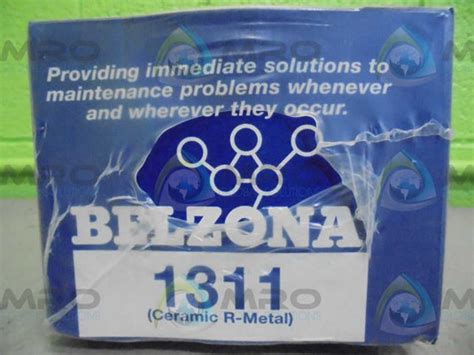 Providing immediate solutions to
maintenance problems whenever
and wherever they occur.
BELZONA
1311
(Ceramic R-Metal)